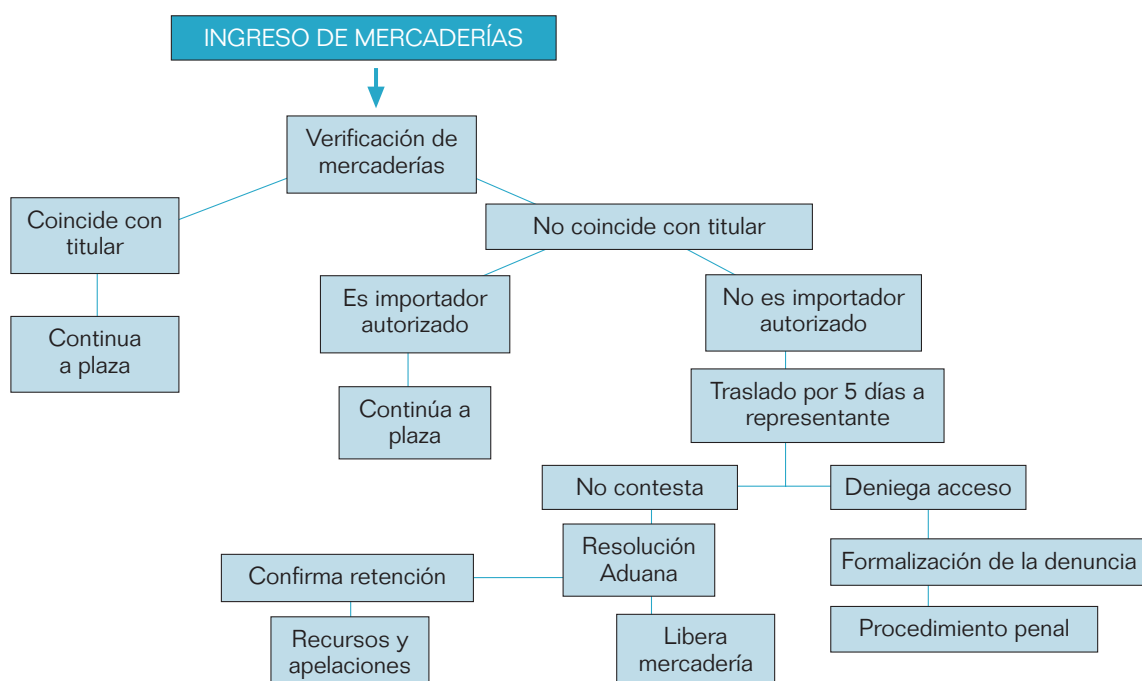 INGRESO DE MERCADERÍAS
Verificación de
mercaderías
Coincide con
titular
No coincide con titular
Continua
a plaza
Es importador
autorizado
No es importador
autorizado
Continúa a
plaza
Traslado por 5 días a
representante
No contesta
Deniega acceso
Resolución
Aduana
Confirma retención
Formalización de la denuncia
Recursos y
apelaciones
Libera
mercadería
Procedimiento penal